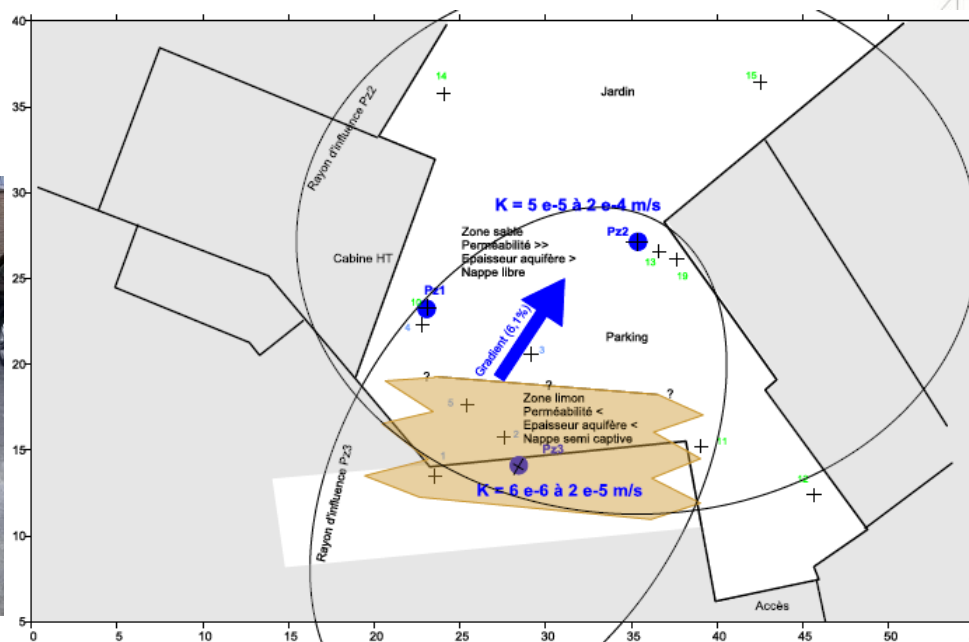 40
35
30
25
20
15
10
5
14
15
Jardin
Rayon d'influence Pz2
K = 5 e-5 à 2 e-4 m/s
Zone sable
Perméabilité >>
Epaisseur aquifère >
Nappe libre
Pz2
Cabine HT
13
19
Pz1
10
4
Gradient (6,1%)
3
Parking
?
?
?
5
Zone limon
Perméabilité <
Epaisseur aquifère <
Nappe semi captive
2
Pz3
1
11
12
K = 6 e-6 à 2 e-5 m/s
Rayon d'influence Pz3
Accès
0
5
10
15
20
25
30
35
40
45
50